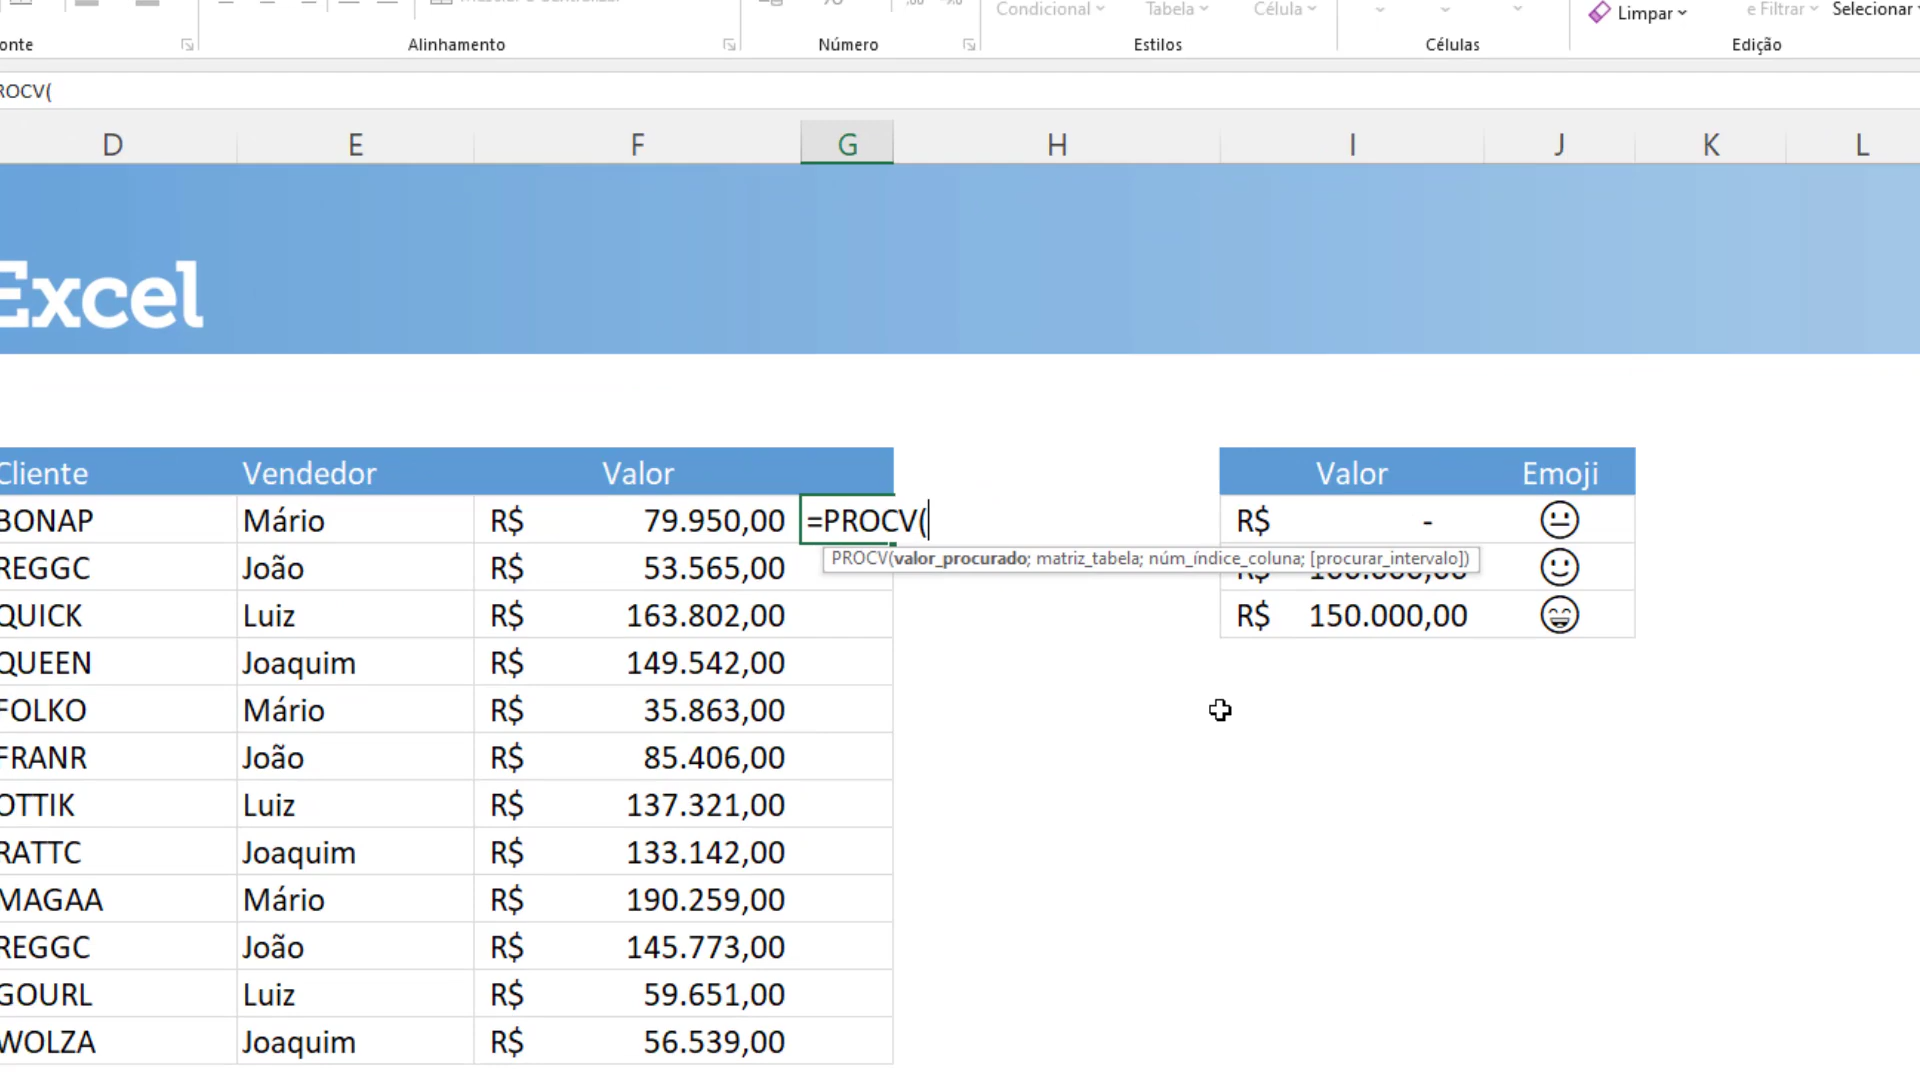 Condicional
Tabela
Célula
Limpar
e Filtrar
Selecionar
onte
Alinhamento
Número
Estilos
Células
Edição
ROCV(
D E F G H I J K L
Excel
Cliente Vendedor Valor
Valor Emoji
BONAP Mário R$ 79.950,00 =PROCV(
R$ -
PROCV(valor_procurado; matriz_tabela; núm_índice_coluna; [procurar_intervalo])
REGGC João R$ 53.565,00
QUICK Luiz R$ 163.802,00
R$ 150.000,00
QUEEN Joaquim R$ 149.542,00
FOLKO Mário R$ 35.863,00
FRANR João R$ 85.406,00
OTTIK Luiz R$ 137.321,00
RATTC Joaquim R$ 133.142,00
MAGAA Mário R$ 190.259,00
REGGC João R$ 145.773,00
GOURL Luiz R$ 59.651,00
WOLZA Joaquim R$ 56.539,00